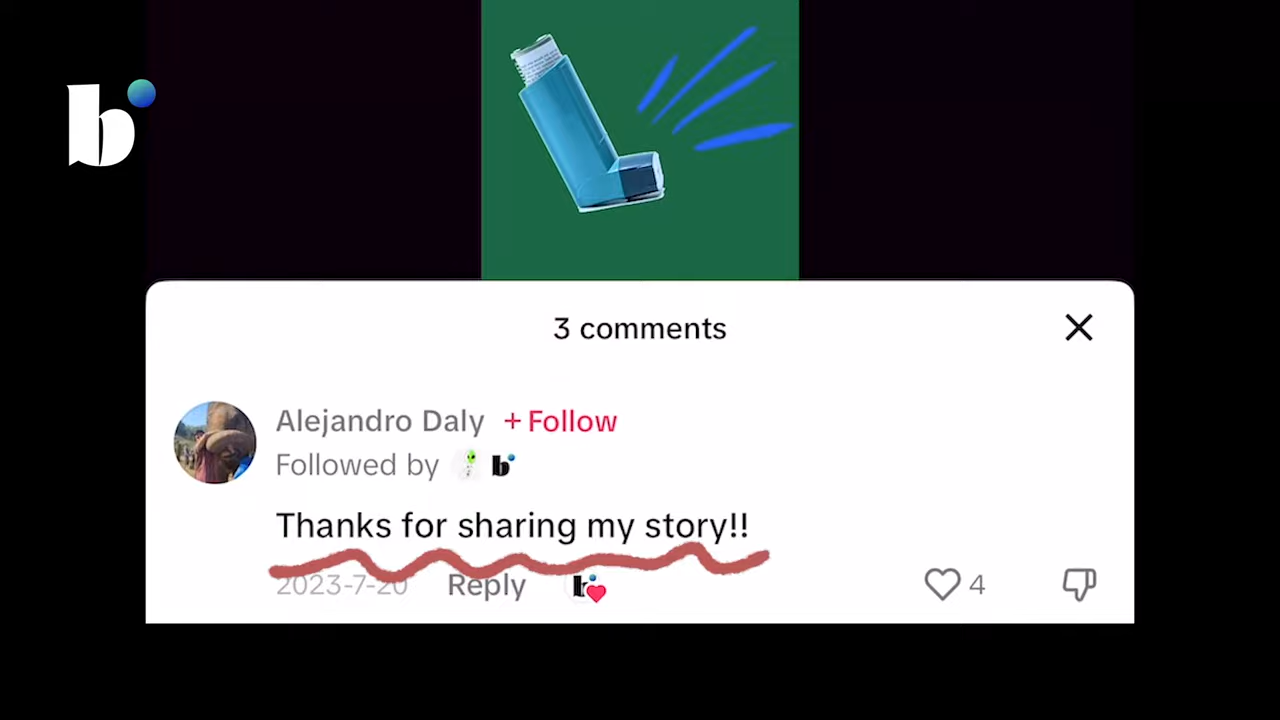 b
3 comments
Alejandro Daly + Follow
Followed by b
Thanks for sharing my story!!
2023-7-20 Reply b 4